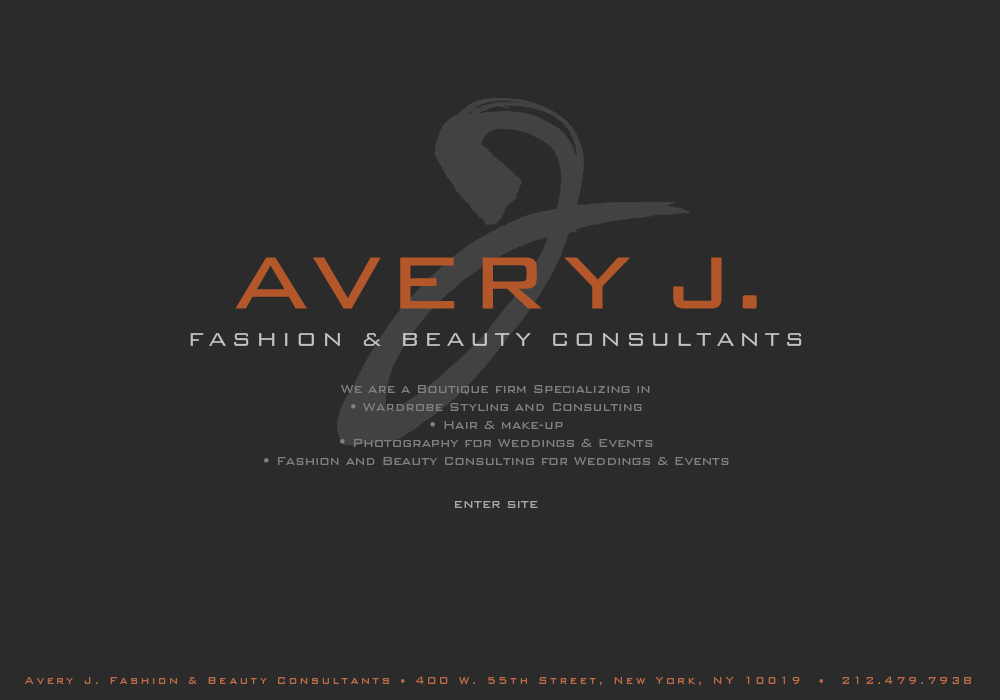 AVERY J.
FASHION & BEAUTY CONSULTANTS
We are a Boutique firm Specializing in
• Wardrobe Styling and Consulting
• Hair & make-up
• Photography for Weddings & Events
• Fashion and Beauty Consulting for Weddings & Events
ENTER SITE
Avery J. Fashion & Beauty Consultants • 400 W. 55th Street, New York, NY 10019 • 212.479.7938